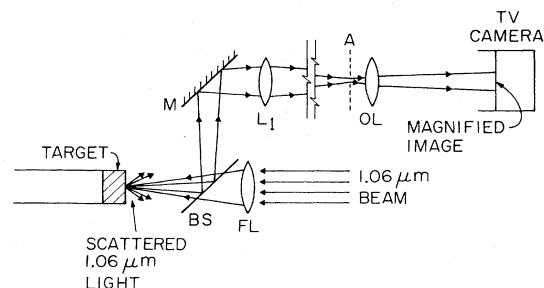 TV
CAMERA
A
M
L1
OL
MAGNIFIED
IMAGE
TARGET
1.06 μm
BEAM
BS
FL
SCATTERED
1.06 μm
LIGHT